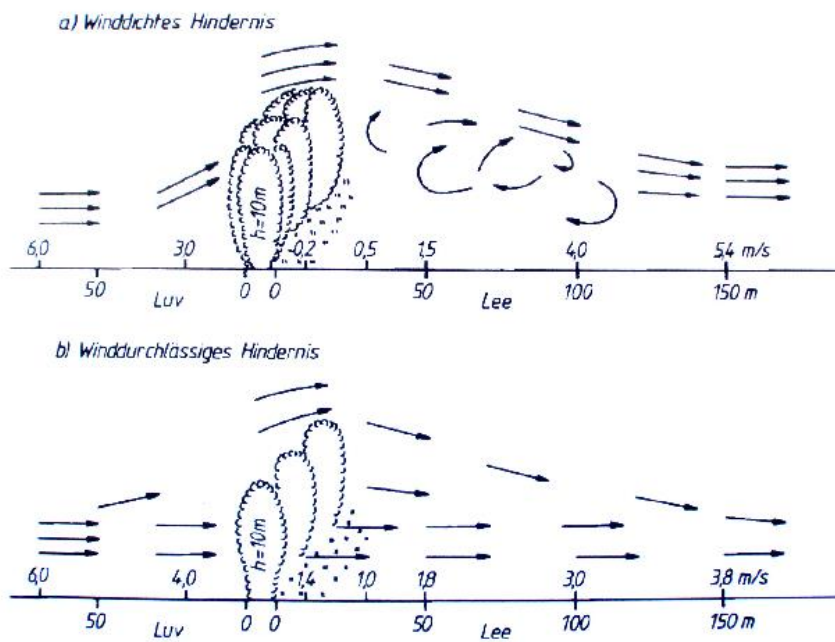 a) Winddichtes Hindernis
h=10m
6,0 3,0 -0,2 0,5 1,5 4,0 5,4 m/s
50 Luv 0 0 50 Lee 100 150 m
b) Winddurchlässiges Hindernis
h=10m
6,0 4,0 1,4 1,0 1,8 3,0 3,8 m/s
50 Luv 0 0 50 Lee 100 150 m